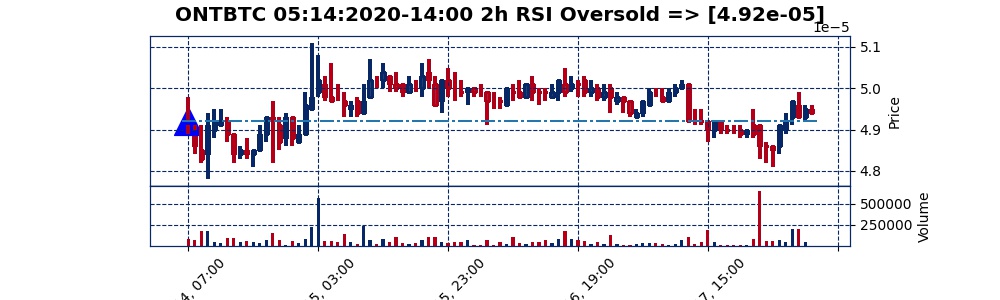 ONTBTC 05:14:2020-14:00 2h RSI Oversold => [4.92e-05]
1e−5
5.1
5.0
4.9
4.8
Price
500000
250000
Volume
4, 07:00
5, 03:00
5, 23:00
6, 19:00
7, 15:00